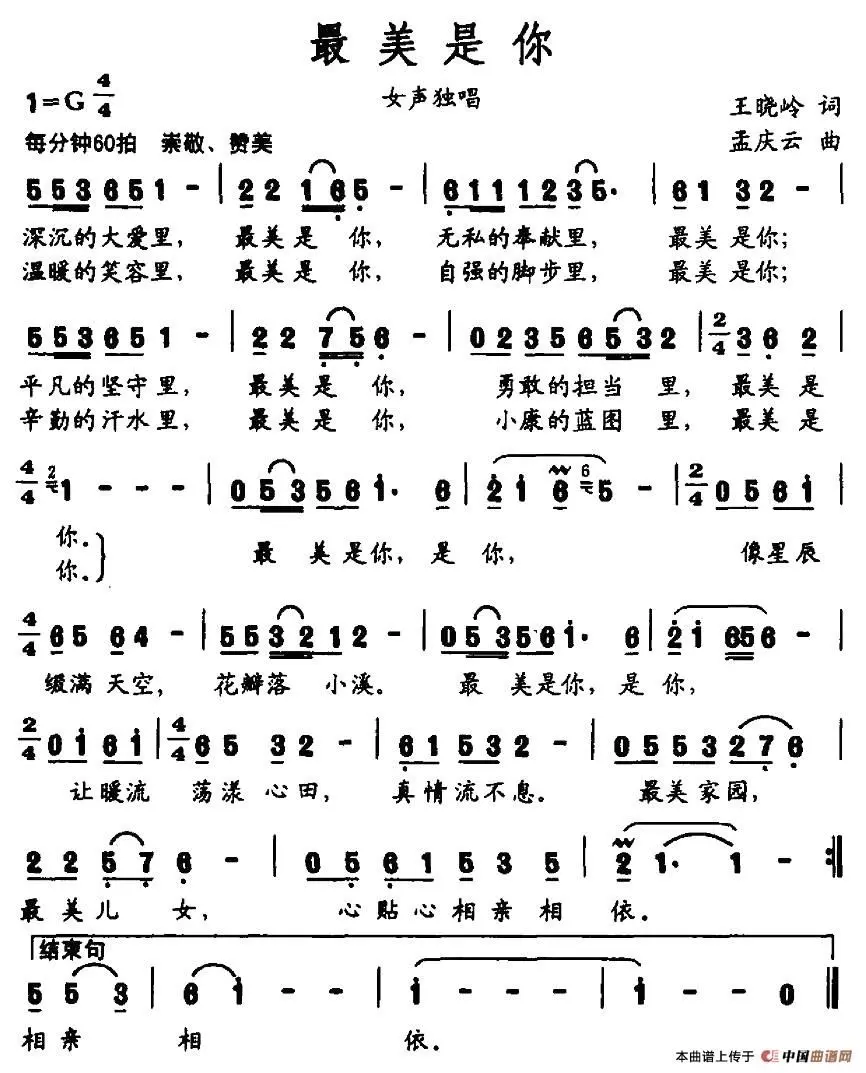 最美是你
1=G 4/4
女声独唱
王晓岭 词
每分钟60拍 崇敬、赞美
孟庆云 曲
5 5 3 6 5 1 - | 2 2 1 6 5 - | 6 1 1 1 2 3 5 · | 6 1 3 2 - |
深沉的大爱里， 最美是 你， 无私的奉献里， 最美是你；
温暖的笑容里， 最美是 你， 自强的脚步里， 最美是你；
5 5 3 6 5 1 - | 2 2 7 5 6 - | 0 2 3 5 6 5 3 2 | 2/4 3 6 2 |
平凡的坚守里， 最美是 你， 勇敢的担当 里， 最美是
辛勤的汗水里， 最美是 你， 小康的蓝图 里， 最美是
4/4 2 1 - - - | 0 5 3 5 6 1 · 6 | 2 1 6 6 5 - | 2/4 0 5 6 1 |
你。 最 美是你，是 你， 像星辰
你。
4/4 6 5 6 4 - | 5 5 3 2 1 2 - | 0 5 3 5 6 1 · 6 | 2 1 6 5 6 - |
缀满 天空， 花瓣落 小溪。 最 美是你，是 你，
2/4 0 1 6 1 | 4/4 6 5 3 2 - | 6 1 5 3 2 - | 0 5 5 3 2 7 6 |
让暖流 荡漾 心田， 真情流不息。 最美家园，
2 2 5 7 6 - | 0 5 6 1 5 3 5 | 2 1 · 1 - :‖
最美儿 女， 心贴心相亲相 依。
结束句
5 5 3 | 6 1 - - | 1 - - - | 1 - - 0 ‖
相亲 相 依。
本曲谱上传于 中国曲谱网